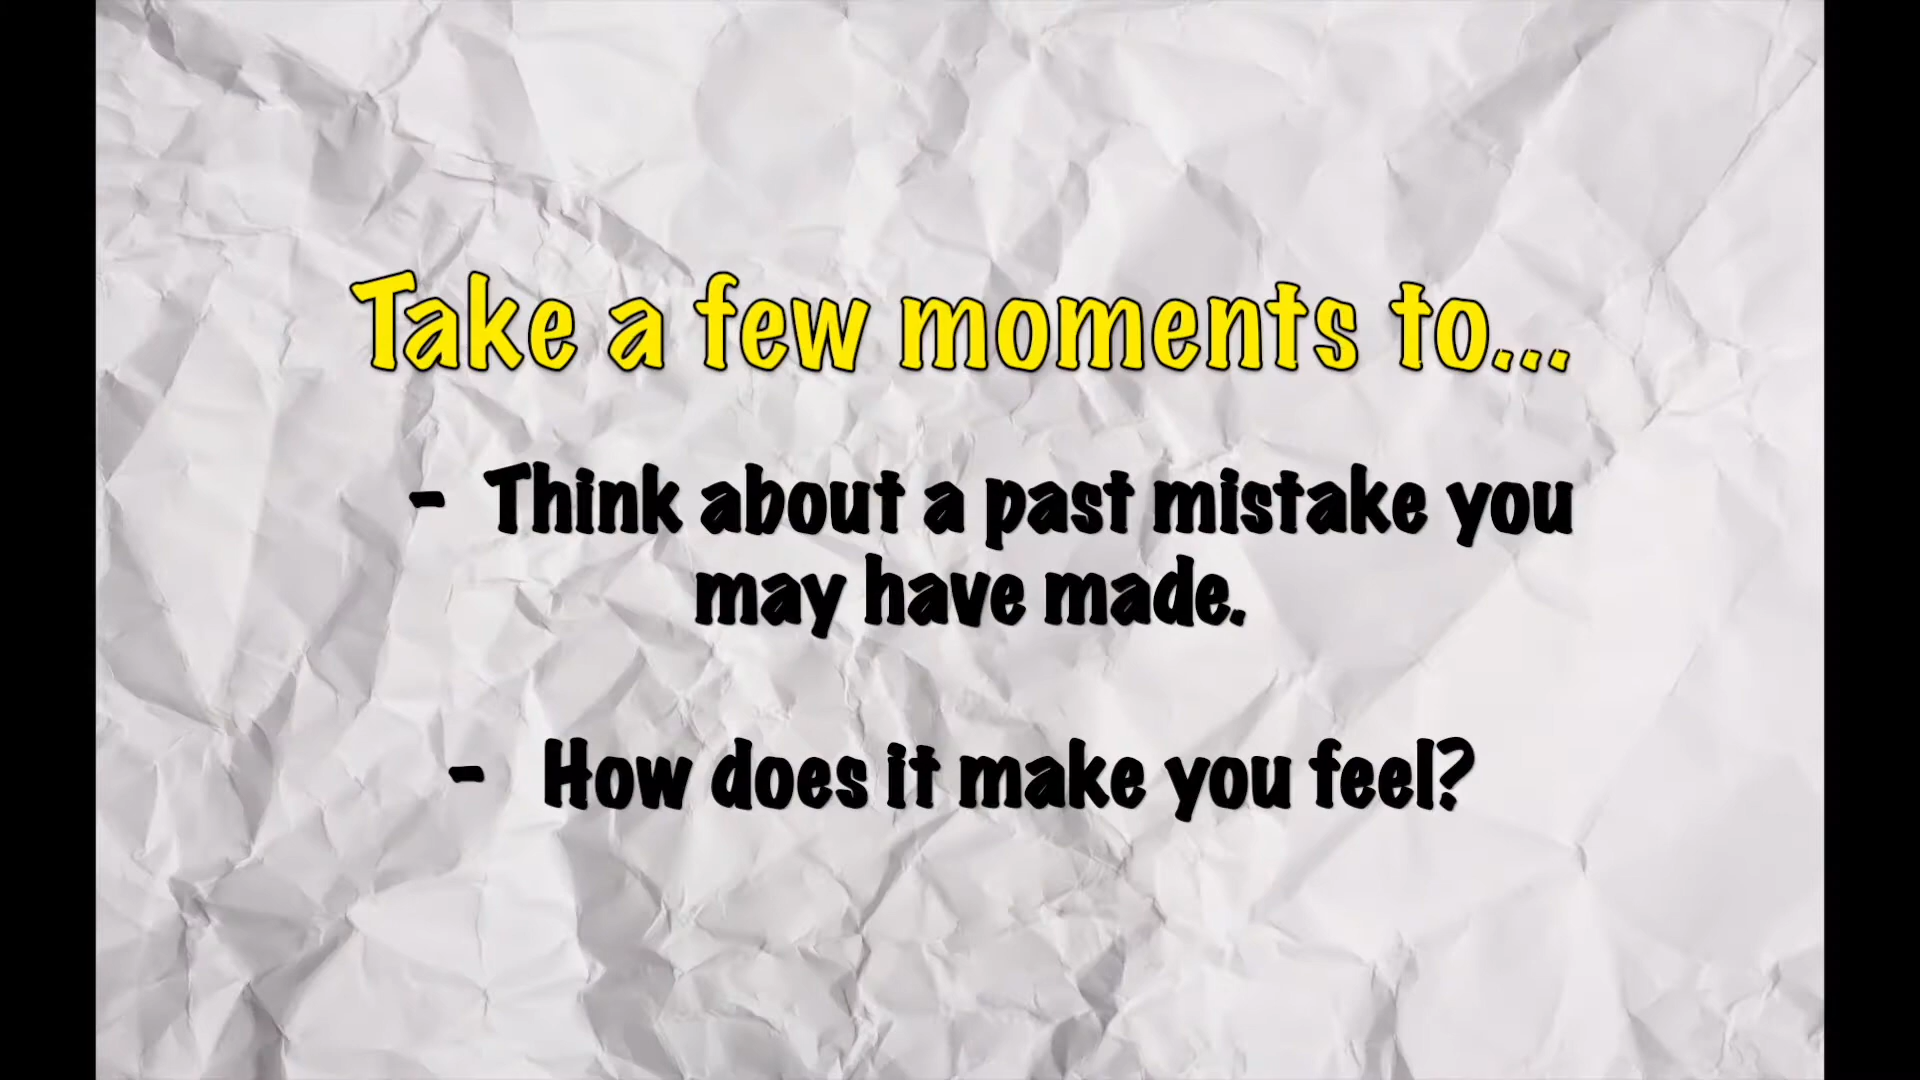 Take a few moments to...
- Think about a past mistake you
may have made.
- How does it make you feel?